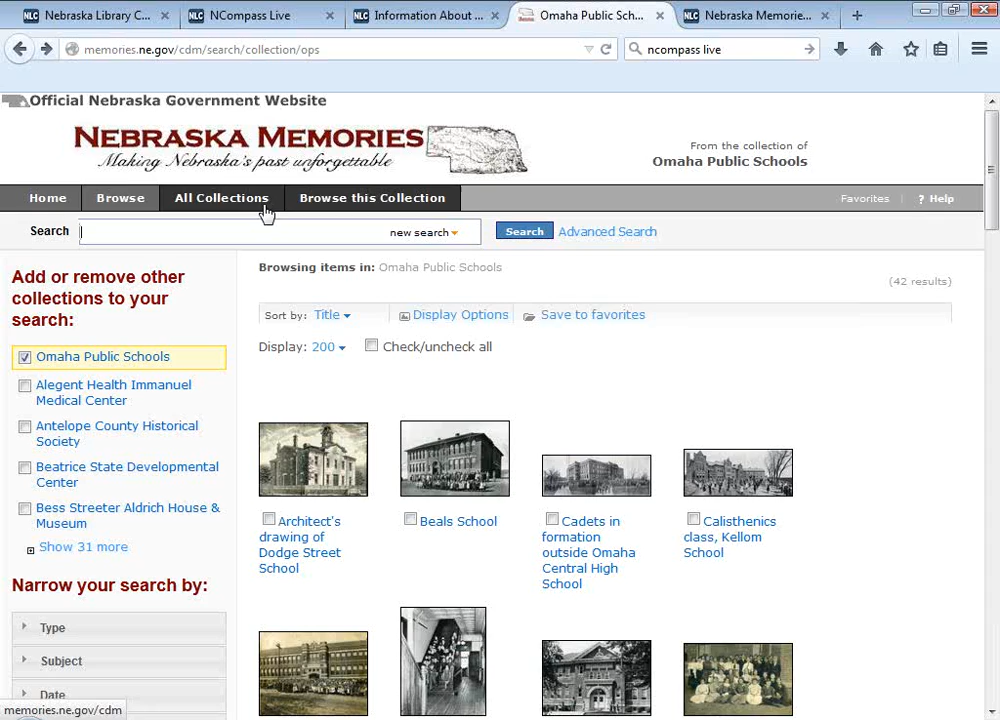 Nebraska Library C... NCompass Live Information About ... Omaha Public Sch... Nebraska Memorie...
memories.ne.gov/cdm/search/collection/ops ncompass live
Official Nebraska Government Website
NEBRASKA MEMORIES
Making Nebraska's past unforgettable
From the collection of
Omaha Public Schools
Home Browse All Collections Browse this Collection Favorites ? Help
Search new search Search Advanced Search
Add or remove other
collections to your
search:
Omaha Public Schools
Alegent Health Immanuel
Medical Center
Antelope County Historical
Society
Beatrice State Developmental
Center
Bess Streeter Aldrich House &
Museum
Show 31 more
Narrow your search by:
Type
Subject
Date
Browsing items in: Omaha Public Schools
(42 results)
Sort by: Title Display Options Save to favorites
Display: 200 Check/uncheck all
Architect's
drawing of
Dodge Street
School
Beals School
Cadets in
formation
outside Omaha
Central High
School
Calisthenics
class, Kellom
School
memories.ne.gov/cdm